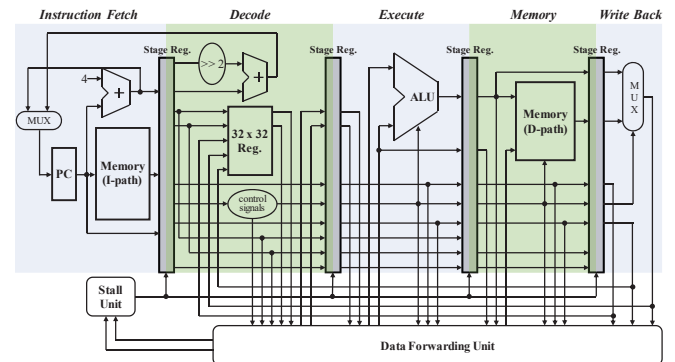 Instruction Fetch
Decode
Execute
Memory
Write Back
Stage Reg.
Stage Reg.
Stage Reg.
Stage Reg.
>> 2
4
+
+
ALU
MUX
M
U
X
32 x 32
Reg.
Memory
(D-path)
PC
Memory
(I-path)
control
signals
Stall
Unit
Data Forwarding Unit